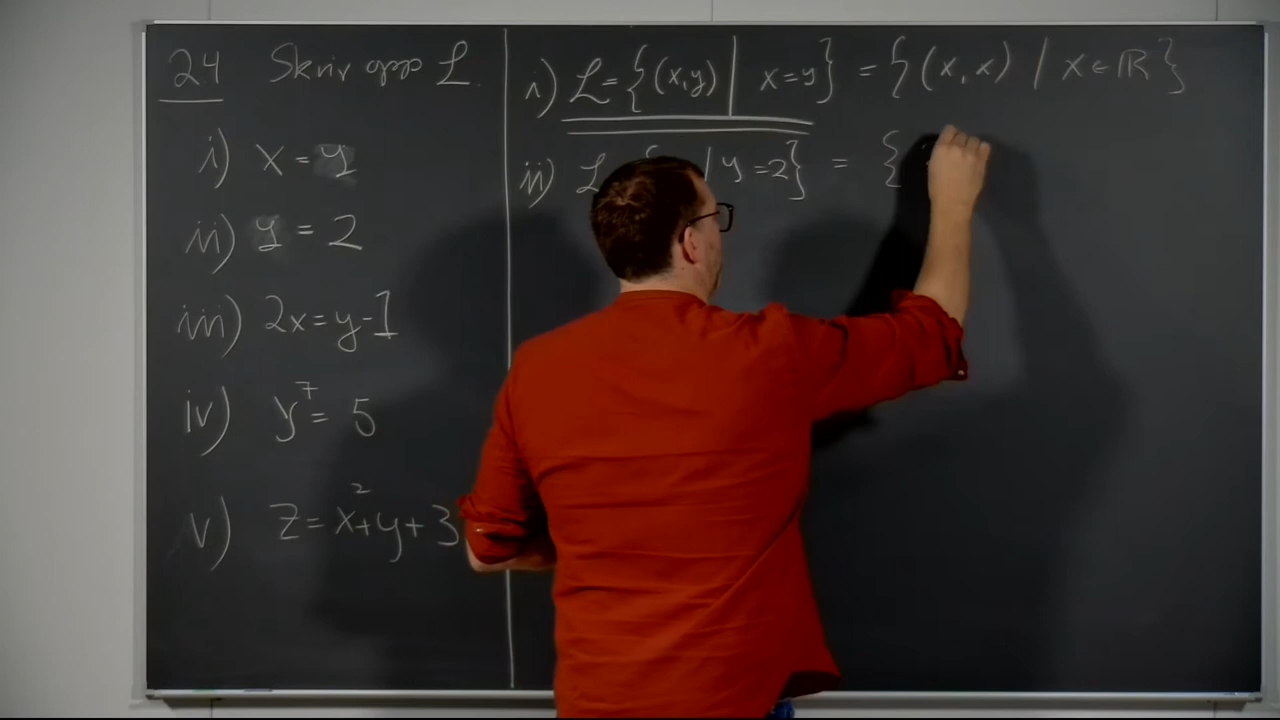 24 Skriv opp L
i) x = y
ii) y = 2
iii) 2x = y - 1
iv) y⁷ = 5
v) z = x² + y + 3
i) L = {(x, y) | x = y} = {(x, x) | x ∈ ℝ}
ii) L { | y = 2} = {